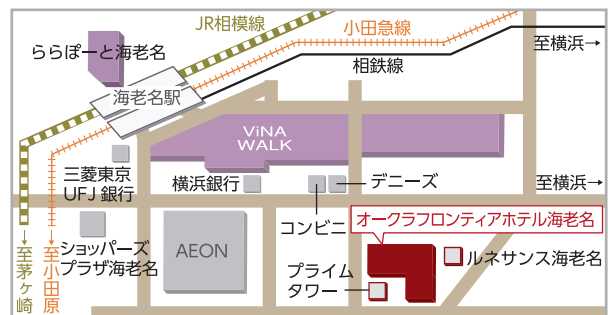 JR相模線
小田急線
ららぽーと海老名
至横浜→
相鉄線
海老名駅
ViNA
WALK
三菱東京
UFJ 銀行
横浜銀行
デニーズ
至横浜→
コンビニ
オークラフロンティアホテル海老名
ショッパーズ
プラザ海老名
AEON
ルネサンス海老名
プライム
タワー
至茅ヶ崎
至小田原